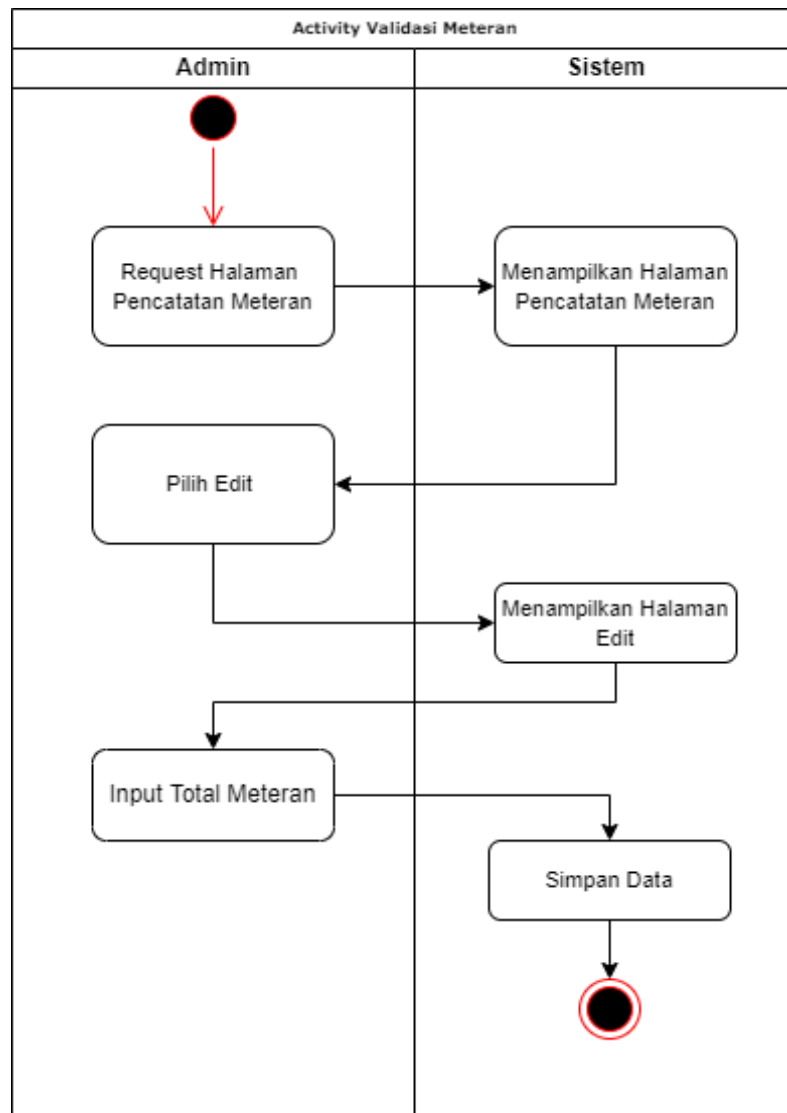 Activity Validasi Meteran
Admin
Sistem
Request Halaman
Pencatatan Meteran
Menampilkan Halaman
Pencatatan Meteran
Pilih Edit
Menampilkan Halaman
Edit
Input Total Meteran
Simpan Data